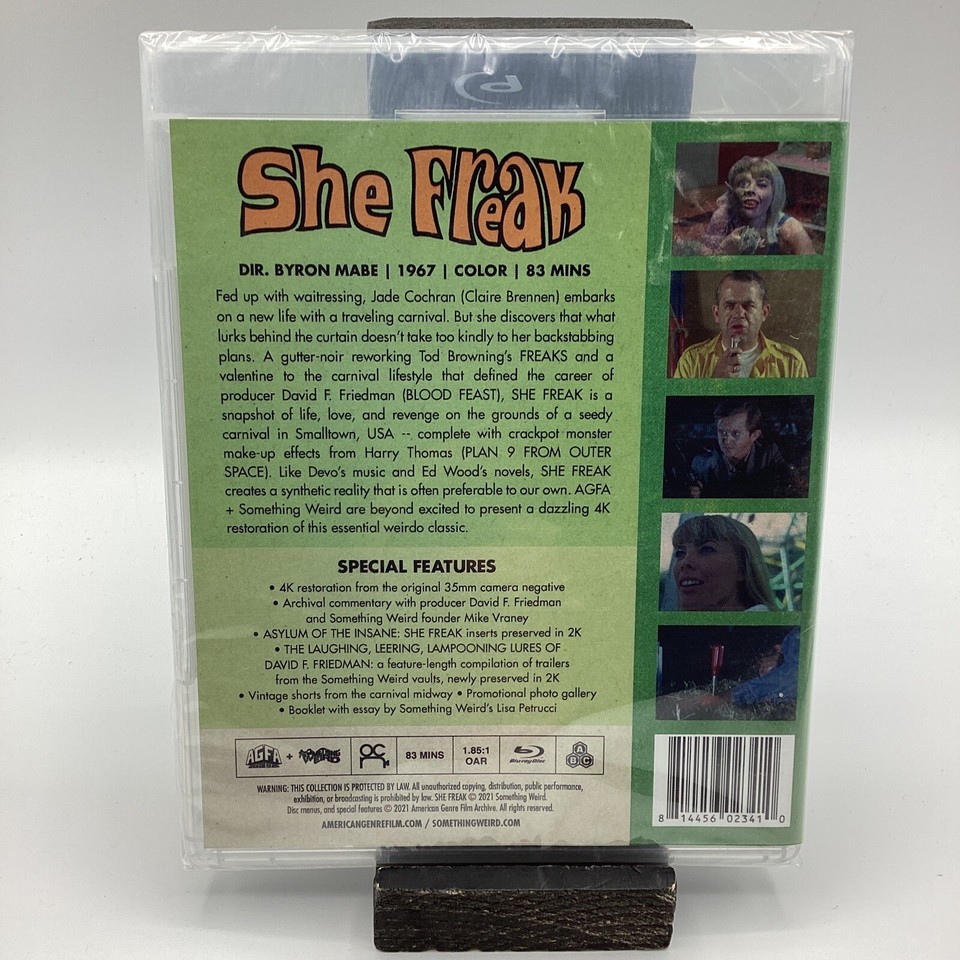 She Freak
DIR. BYRON MABE | 1967 | COLOR | 83 MINS
Fed up with waitressing, Jade Cochran (Claire Brennen) embarks
on a new life with a traveling carnival. But she discovers that what
lurks behind the curtain doesn't take too kindly to her backstabbing
plans. A gutter-noir reworking Tod Browning's FREAKS and a
valentine to the carnival lifestyle that defined the career of
producer David F. Friedman (BLOOD FEAST), SHE FREAK is a
snapshot of life, love, and revenge on the grounds of a seedy
carnival in Smalltown, USA -- complete with crackpot monster
make-up effects from Harry Thomas (PLAN 9 FROM OUTER
SPACE). Like Devo's music and Ed Wood's novels, SHE FREAK
creates a synthetic reality that is often preferable to our own. AGFA
+ Something Weird are beyond excited to present a dazzling 4K
restoration of this essential weirdo classic.
SPECIAL FEATURES
• 4K restoration from the original 35mm camera negative
• Archival commentary with producer David F. Friedman
and Something Weird founder Mike Vraney
• ASYLUM OF THE INSANE: SHE FREAK inserts preserved in 2K
• THE LAUGHING, LEERING, LAMPOONING LURES OF
DAVID F. FRIEDMAN: a feature-length compilation of trailers
from the Something Weird vaults, newly preserved in 2K
• Vintage shorts from the carnival midway • Promotional photo gallery
• Booklet with essay by Something Weird's Lisa Petrucci
AGFA + SOMETHING WEIRD OC 83 MINS 1.85:1 OAR Blu-ray Disc A B C
WARNING: THIS COLLECTION IS PROTECTED BY LAW. All unauthorized copying, distribution, public performance,
exhibition, or broadcasting is prohibited by law. SHE FREAK © 2021 Something Weird.
Disc menus, and special features © 2021 American Genre Film Archive. All rights reserved.
AMERICANGENREFILM.COM / SOMETHINGWEIRD.COM
8 14456 02341 0